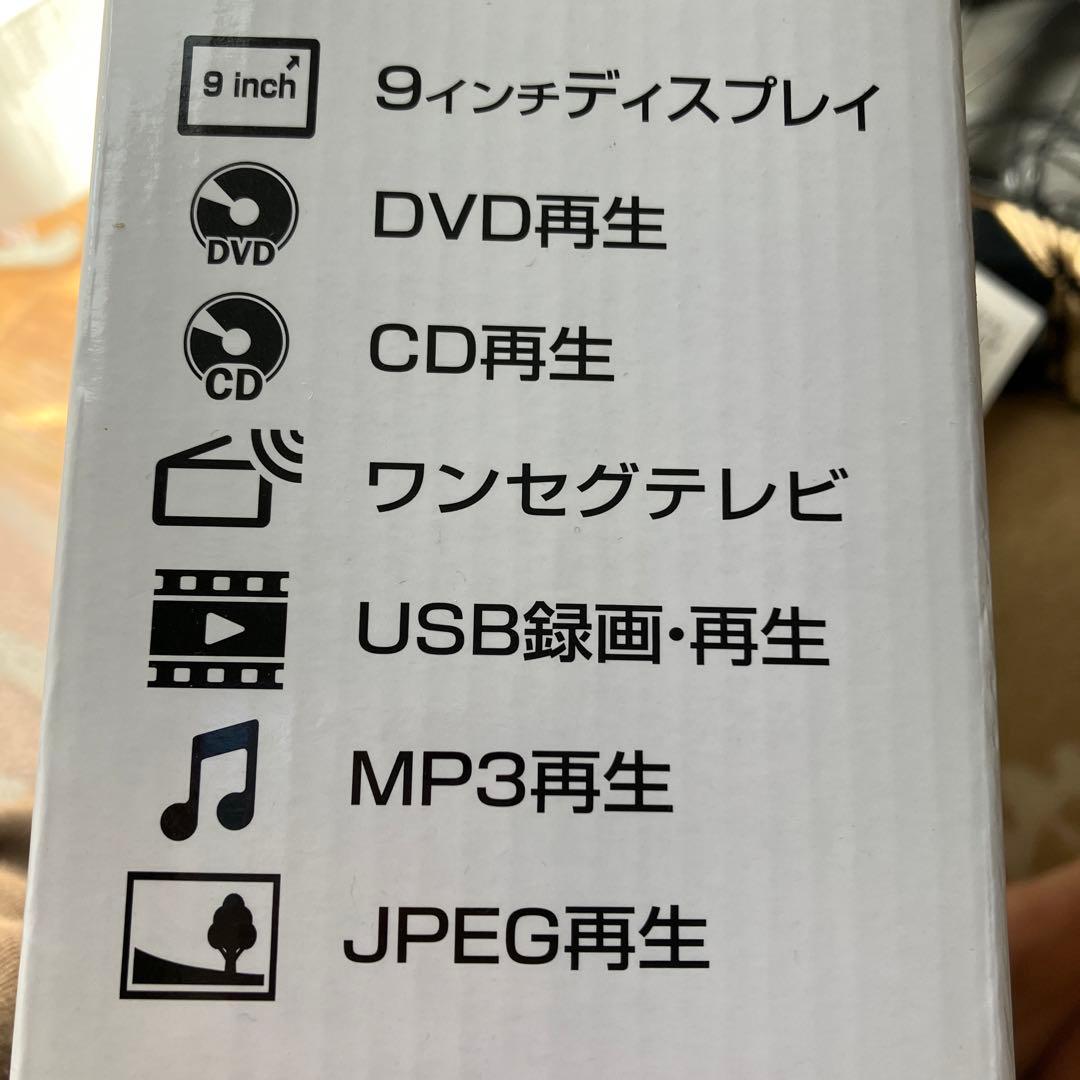 9 inch
9インチディスプレイ
DVD
DVD再生
CD
CD再生
ワンセグテレビ
USB録画・再生
MP3再生
JPEG再生